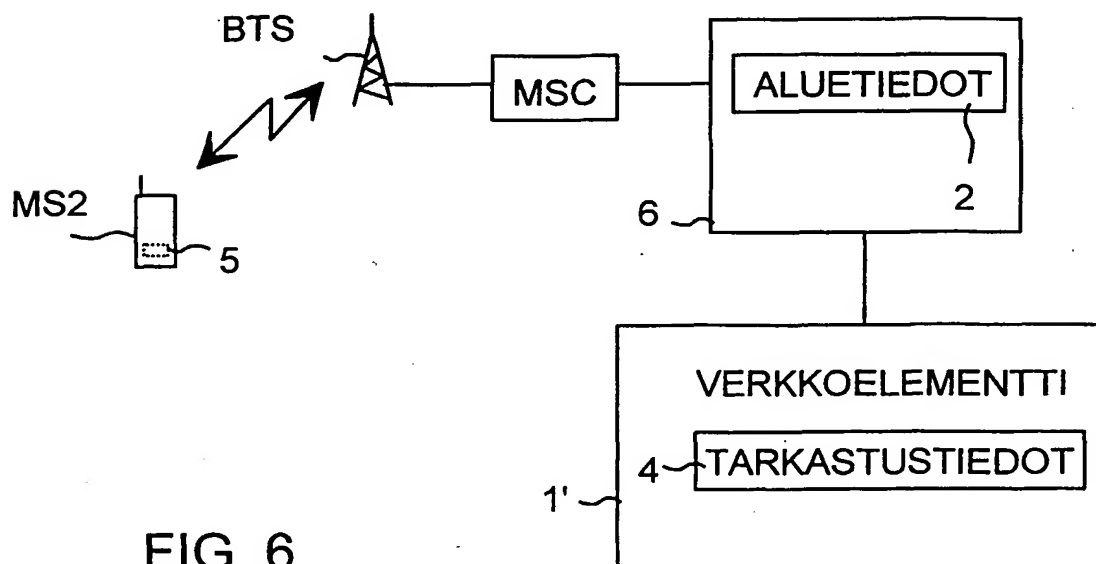 BTS
MSC
ALUETIEDOT
2
6
MS2
5
VERKKOELEMENTTI
4 TARKASTUSTIEDOT
1'
FIG 6